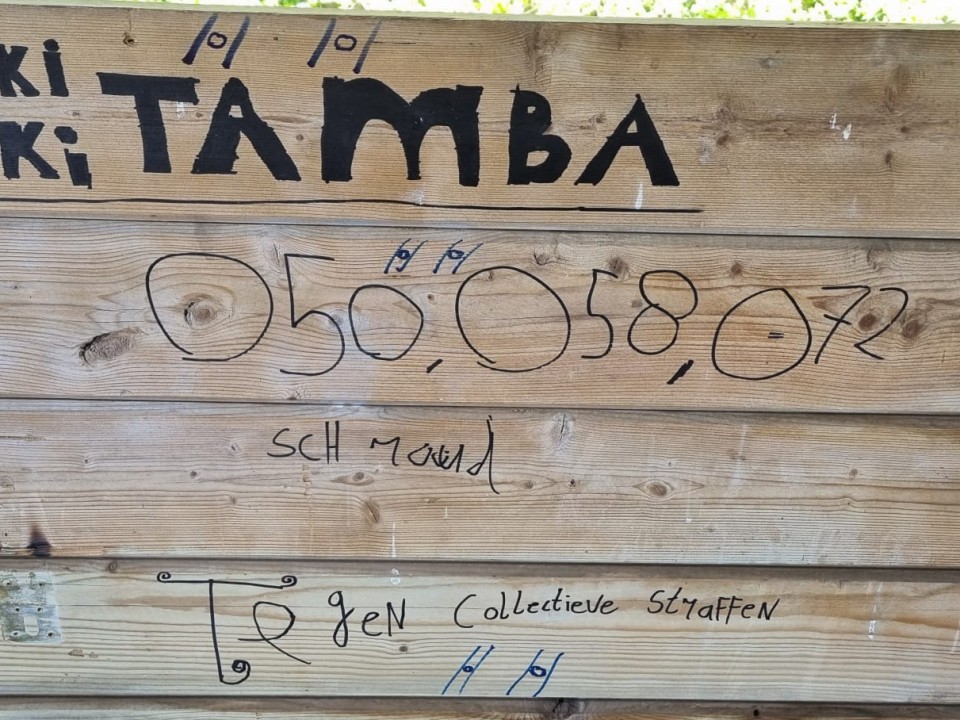 Ki TAMBA
Ki
050,058,072
SCH
Tegen Collectieve Straffen